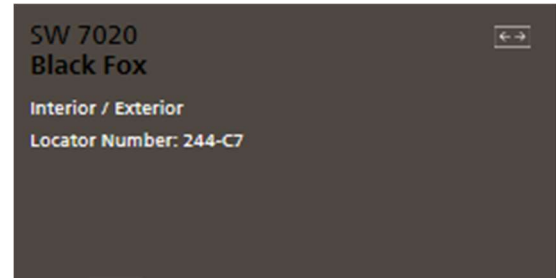 SW 7020
Black Fox
Interior / Exterior
Locator Number: 244-C7